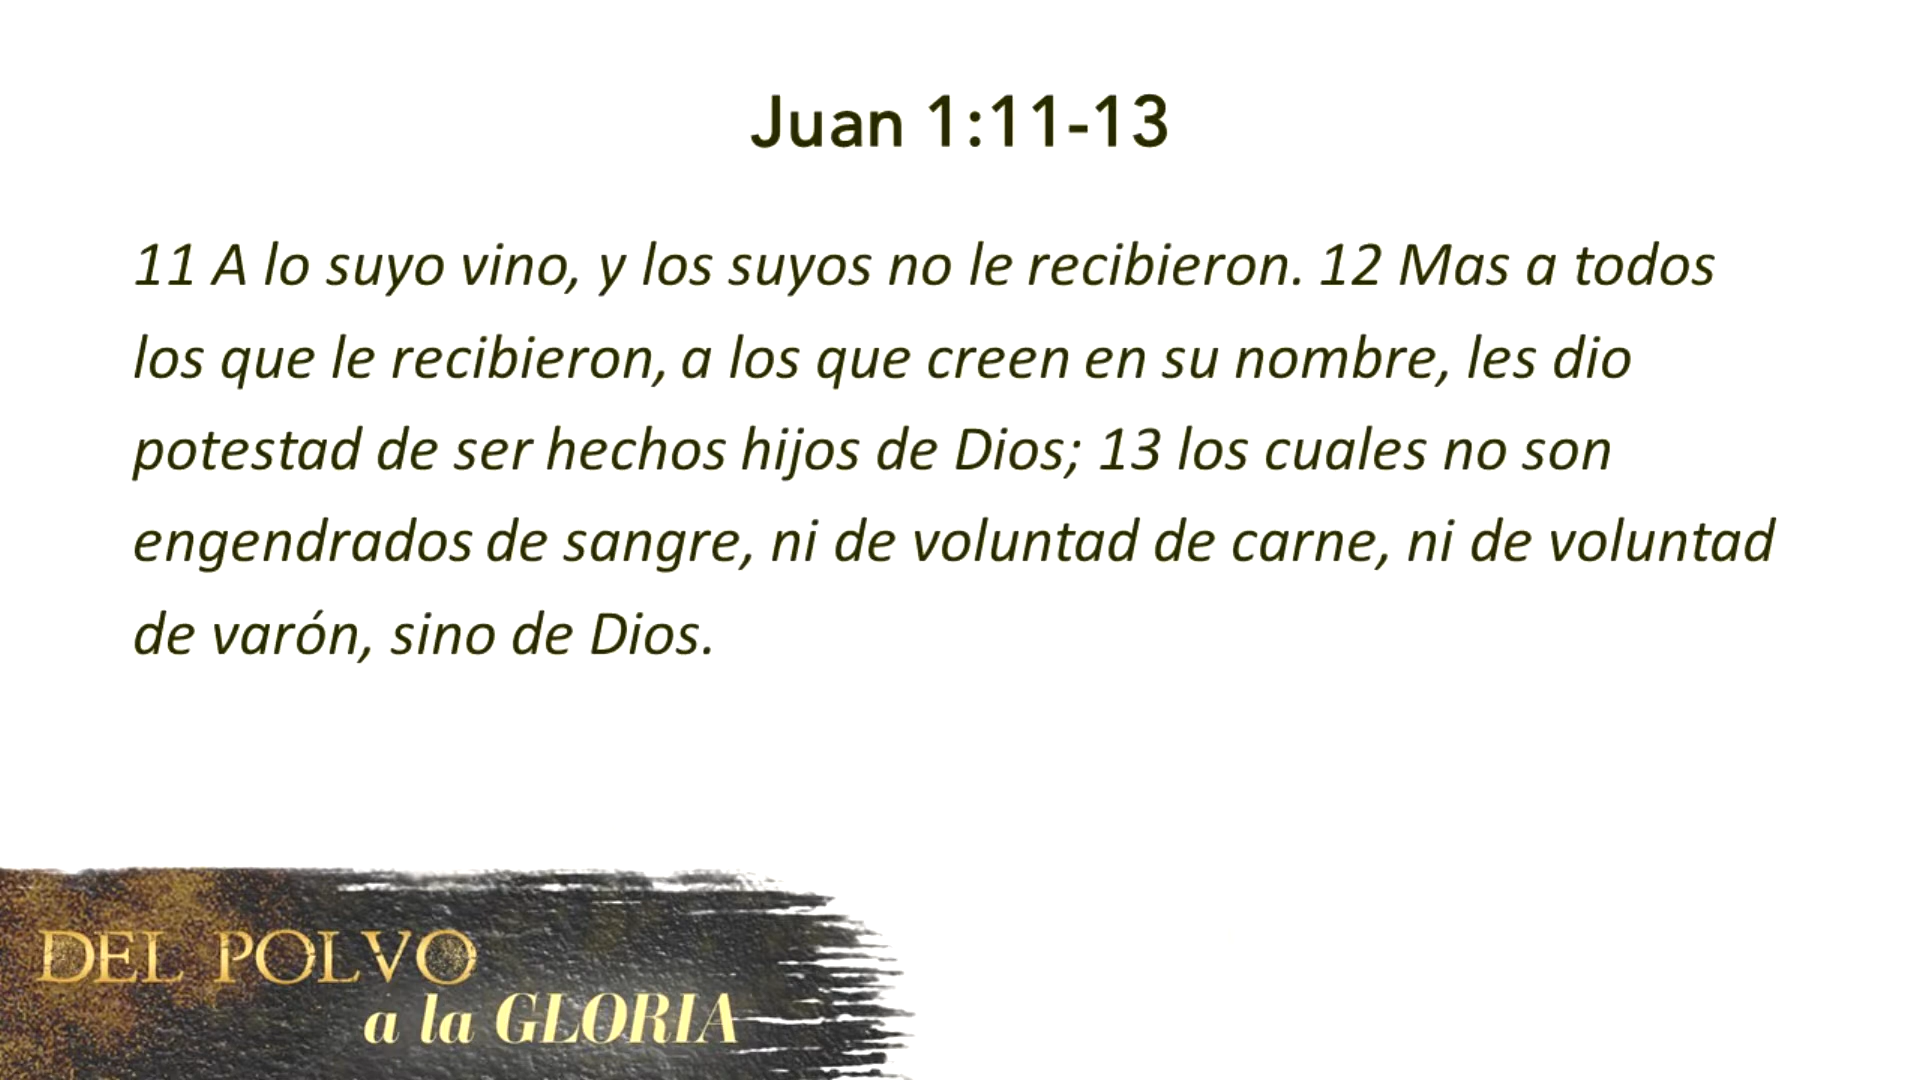 Juan 1:11-13
11 A lo suyo vino, y los suyos no le recibieron. 12 Mas a todos
los que le recibieron, a los que creen en su nombre, les dio
potestad de ser hechos hijos de Dios; 13 los cuales no son
engendrados de sangre, ni de voluntad de carne, ni de voluntad
de varón, sino de Dios.
DEL POLVO
a la GLORIA